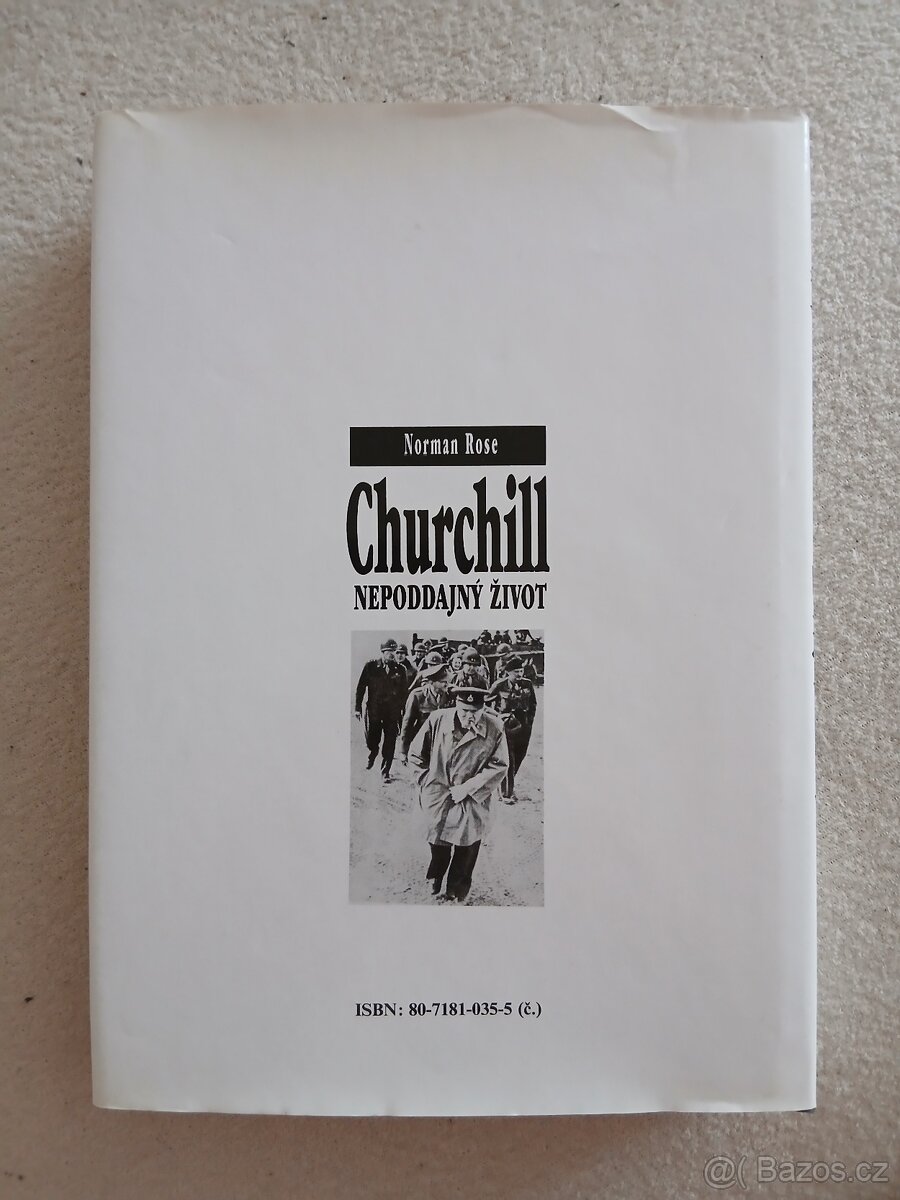 Norman Rose
Churchill
NEPODDAJNÝ ŽIVOT
ISBN: 80-7181-035-5 (č.)
@( Bazos.cz